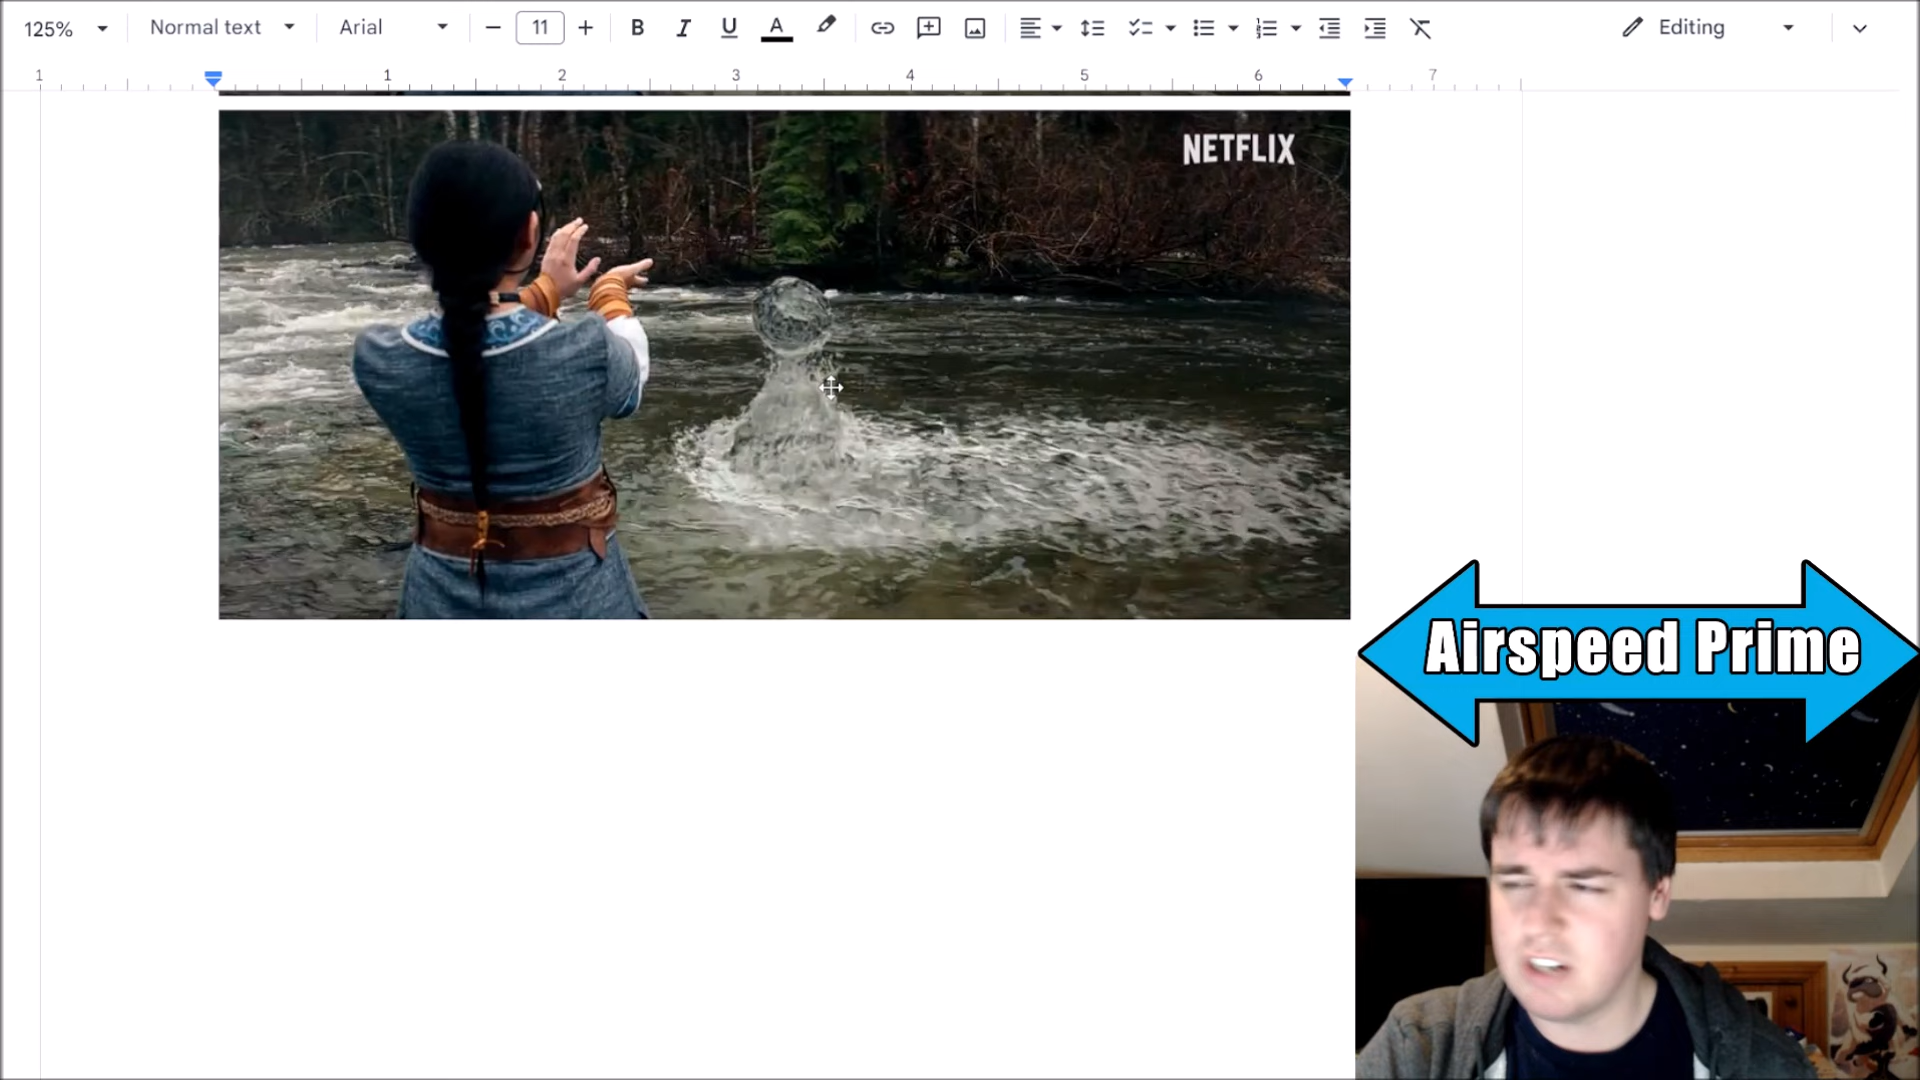 125% Normal text Arial 11 B I U A Editing
1 1 2 3 4 5 6 7
NETFLIX
Airspeed Prime